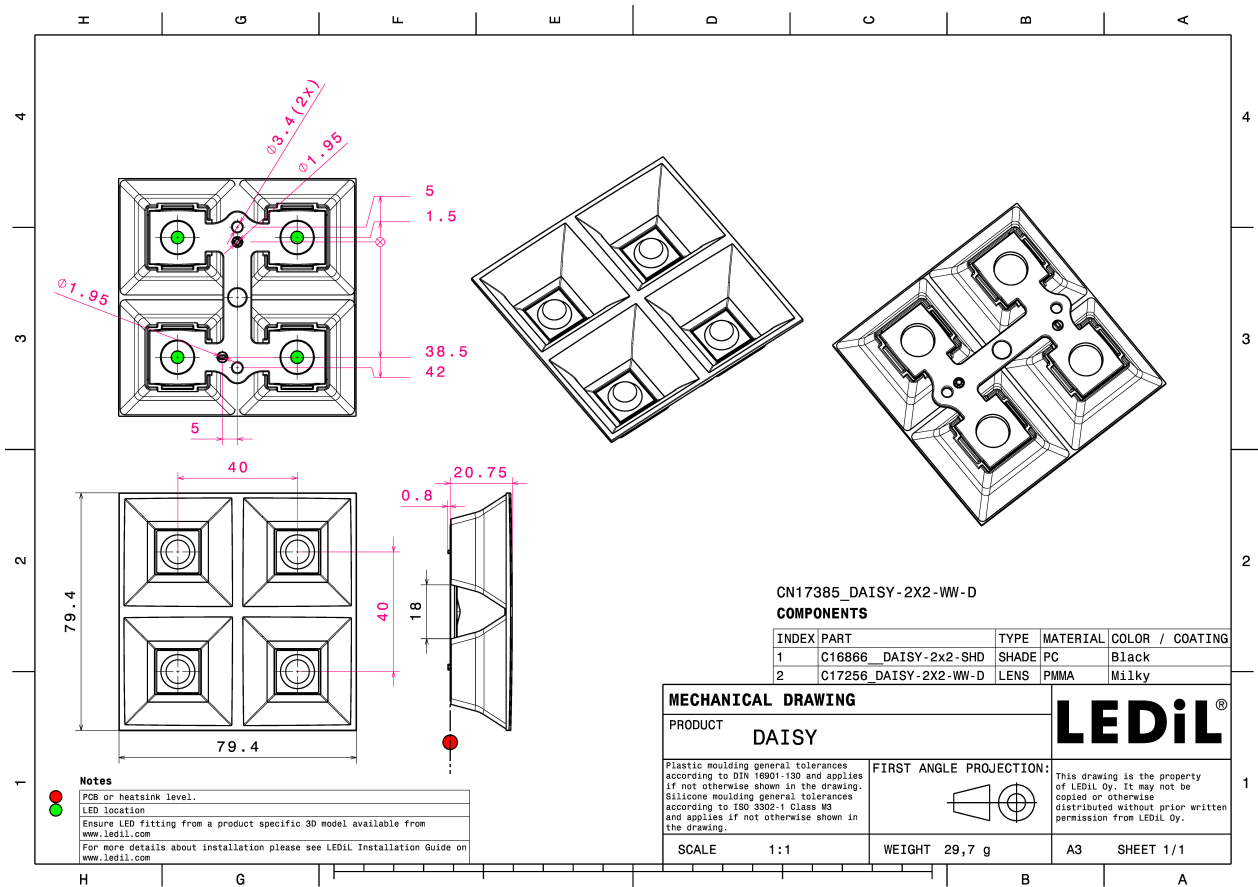 H G F E D C B A
4
4
⌀3.4(2x)
⌀1.95
5
1.5
⌀1.95
3
3
38.5
42
5
40
20.75
0.8
2
2
79.4
40
18
79.4
CN17385_DAISY-2X2-WW-D
COMPONENTS
INDEX PART TYPE MATERIAL COLOR / COATING
1 C16866__DAISY-2x2-SHD SHADE PC Black
2 C17256_DAISY-2X2-WW-D LENS PMMA Milky
MECHANICAL DRAWING
PRODUCT
DAISY
LEDiL®
Plastic moulding general tolerances
according to DIN 16901-130 and applies
if not otherwise shown in the drawing.
Silicone moulding general tolerances
according to ISO 3302-1 Class M3
and applies if not otherwise shown in
the drawing.
FIRST ANGLE PROJECTION:
This drawing is the property
of LEDiL Oy. It may not be
copied or otherwise
distributed without prior written
permission from LEDiL Oy.
SCALE 1:1
WEIGHT 29,7 g
A3 SHEET 1/1
1
1
Notes
PCB or heatsink level.
LED location
Ensure LED fitting from a product specific 3D model available from
www.ledil.com
For more details about installation please see LEDiL Installation Guide on
www.ledil.com
H G B A